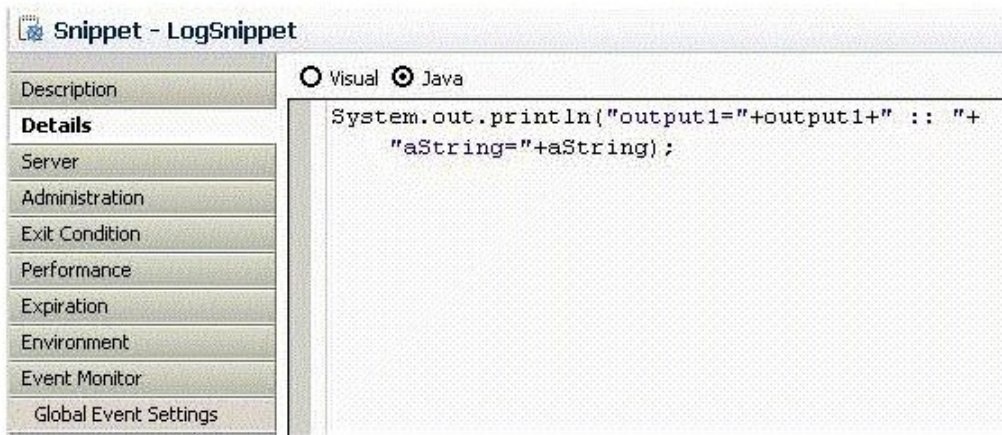 Snippet - LogSnippet
Description
Details
Server
Administration
Exit Condition
Performance
Expiration
Environment
Event Monitor
Global Event Settings
Visual Java
System.out.println("output1="+output1+" :: "+
"aString="+aString);